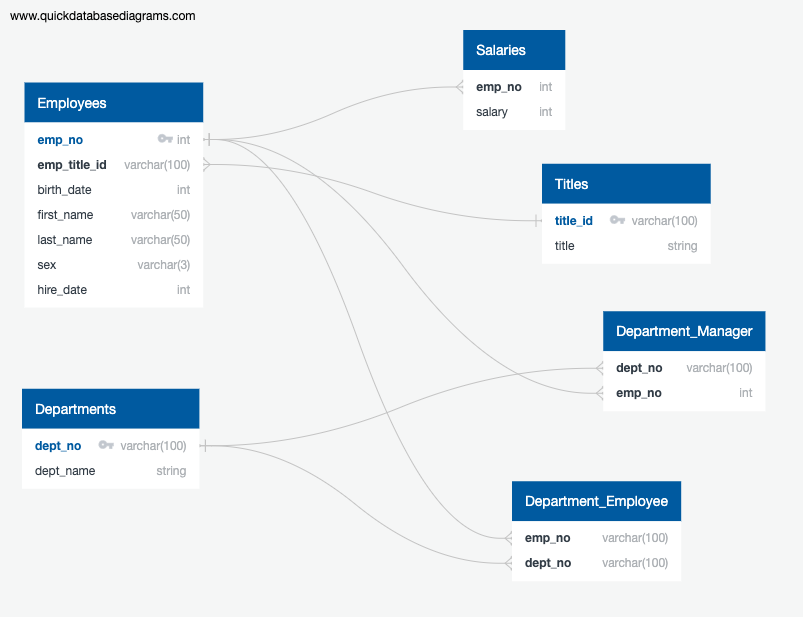 www.quickdatabasediagrams.com
Salaries
emp_no int
salary int
Employees
emp_no int
emp_title_id varchar(100)
birth_date int
first_name varchar(50)
last_name varchar(50)
sex varchar(3)
hire_date int
Titles
title_id varchar(100)
title string
Department_Manager
dept_no varchar(100)
emp_no int
Departments
dept_no varchar(100)
dept_name string
Department_Employee
emp_no varchar(100)
dept_no varchar(100)